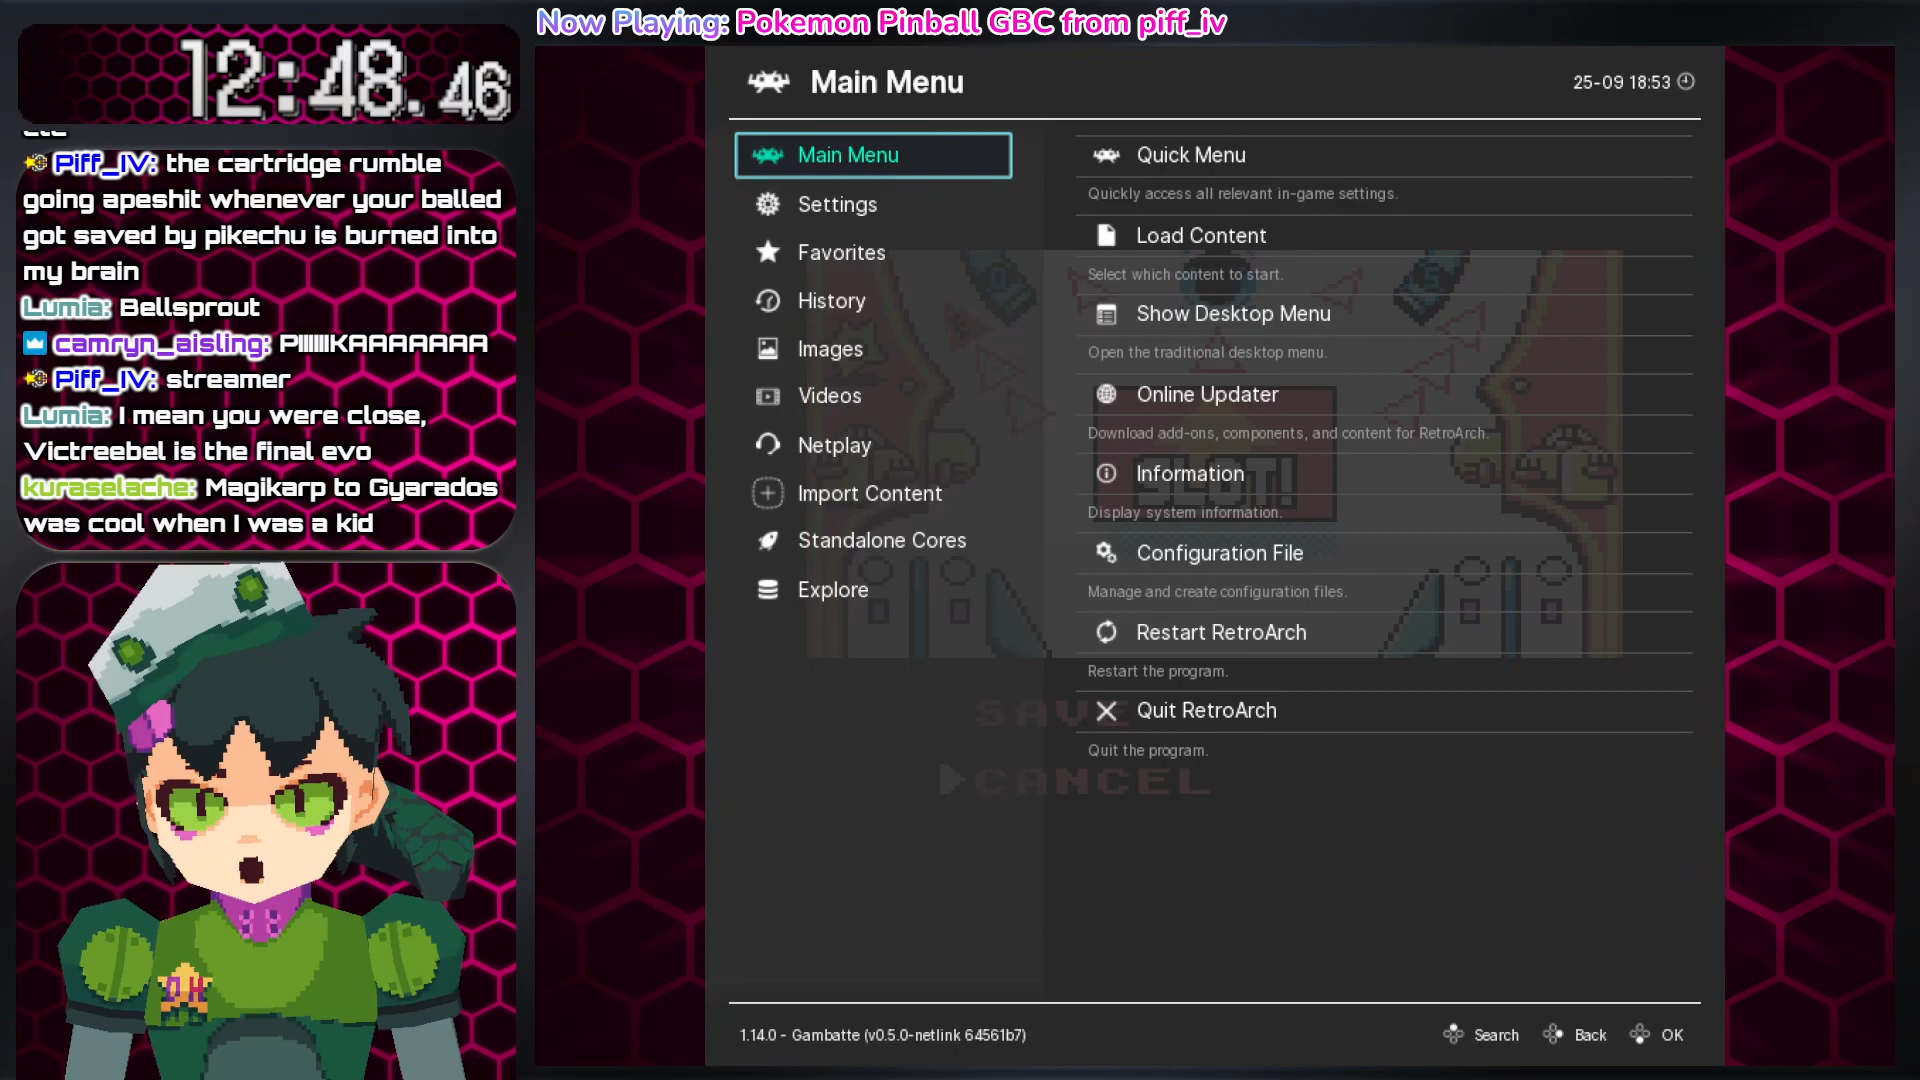 Now Playing: Pokemon Pinball GBC from piff_iv
12:48.46
Piff_IV: the cartridge rumble
going apeshit whenever your balled
got saved by pikechu is burned into
my brain
Lumia: Bellsprout
camryn_aisling: PIIIIIIKAAAAAAA
Piff_IV: streamer
Lumia: I mean you were close,
Victreebel is the final evo
kuraselache: Magikarp to Gyarados
was cool when I was a kid
Main Menu
25-09 18:53
Main Menu
Settings
Favorites
History
Images
Videos
Netplay
Import Content
Standalone Cores
Explore
Quick Menu
Quickly access all relevant in-game settings.
Load Content
Select which content to start.
Show Desktop Menu
Open the traditional desktop menu.
Online Updater
Download add-ons, components, and content for RetroArch.
Information
Display system information.
Configuration File
Manage and create configuration files.
Restart RetroArch
Restart the program.
Quit RetroArch
Quit the program.
SLOT!
SAVE
CANCEL
1.14.0 - Gambatte (v0.5.0-netlink 64561b7)
Search
Back
OK